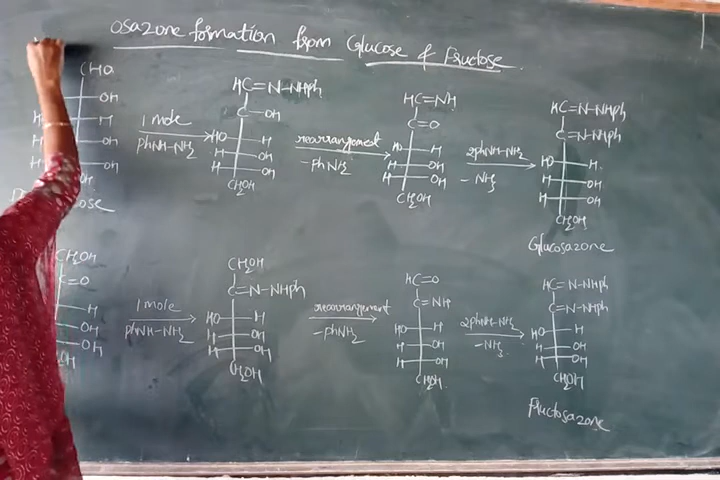 Osazone formation from Glucose & Fructose
CHO
OH
H
OH
OH
OH
1 mole
PhNH-NH2
HC=N-NHPh
C-OH
HO H
H OH
H OH
CH2OH
rearrangement
-PhNH2
HC=NH
C=O
HO H
H OH
H OH
CH2OH
2PhNH-NH2
-NH3
HC=N-NHPh
C=N-NHPh
HO H
H OH
H OH
CH2OH
Glucosazone
CH2OH
C=O
H
OH
OH
OH
1 mole
PhNH-NH2
CH2OH
C=N-NHPh
HO H
H OH
H OH
CH2OH
rearrangement
-PhNH2
HC=O
C=NH
HO H
H OH
H OH
CH2OH
2PhNH-NH2
-NH3
HC=N-NHPh
C=N-NHPh
HO H
H OH
H OH
CH2OH
Fructosazone